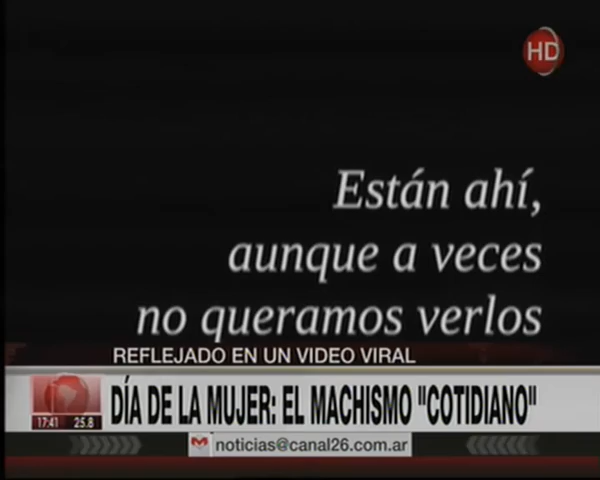 HD
Están ahí,
aunque a veces
no queramos verlos
REFLEJADO EN UN VIDEO VIRAL
DÍA DE LA MUJER: EL MACHISMO "COTIDIANO"
17:41 25.8
noticias@canal26.com.ar